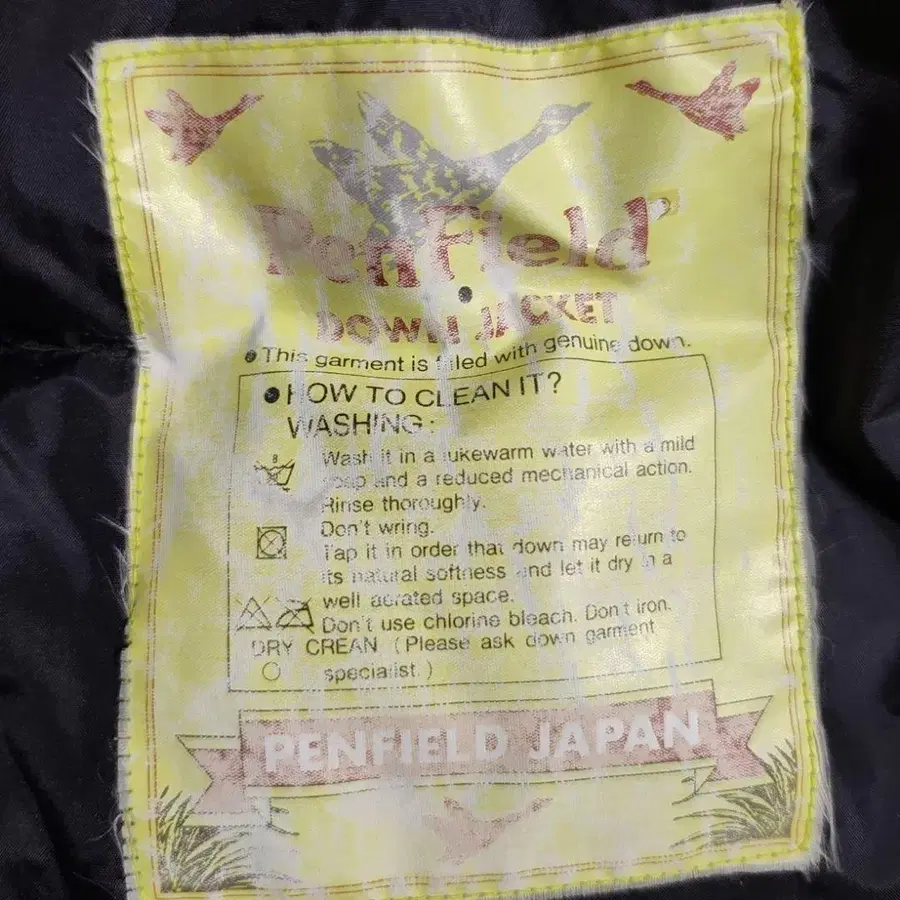 PenField®
DOWN JACKET
●This garment is filled with genuine down.
●HOW TO CLEAN IT?
WASHING:
Wash it in a lukewarm water with a mild
soap and a reduced mechanical action.
Rinse thoroughly.
Don't wring.
Tap it in order that down may return to
its natural softness and let it dry in a
well aerated space.
Don't use chlorine bleach. Don't iron.
DRY CREAN (Please ask down garment
specialist.)
PENFIELD JAPAN